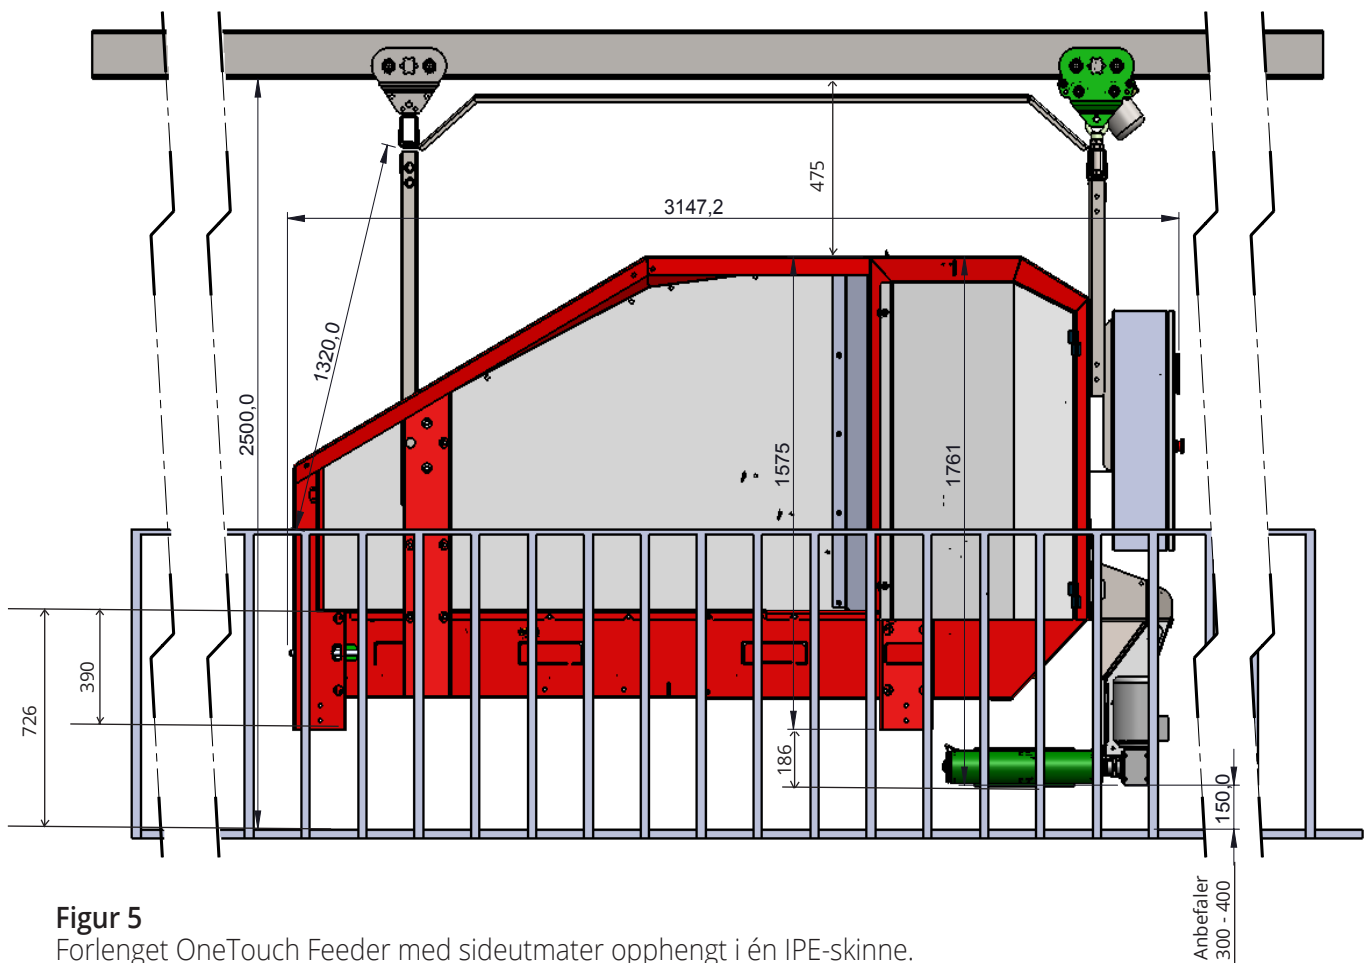 475
3147,2
1320,0
2500,0
1575
1761
390
726
186
150,0
Anbefaler
300 - 400
Figur 5
Forlenget OneTouch Feeder med sideutmater opphengt i én IPE-skinne.